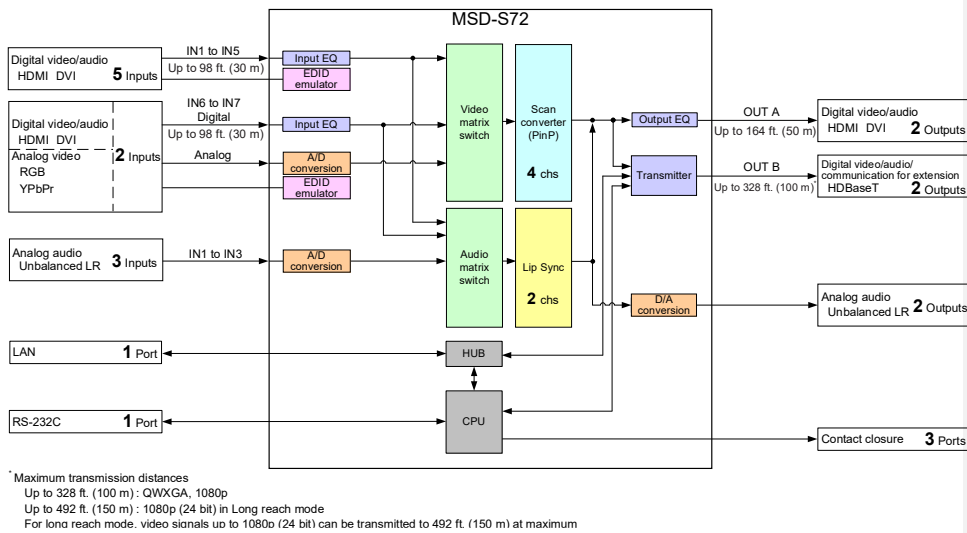 MSD-S72
Digital video/audio
HDMI DVI
5 Inputs
IN1 to IN5
Up to 98 ft. (30 m)
Input EQ
EDID
emulator
Digital video/audio
HDMI DVI
Analog video
RGB
YPbPr
2 Inputs
IN6 to IN7
Digital
Up to 98 ft. (30 m)
Analog
Input EQ
A/D
conversion
EDID
emulator
Analog audio
Unbalanced LR
3 Inputs
IN1 to IN3
A/D
conversion
Video
matrix
switch
Scan
converter
(PinP)
4 chs
Audio
matrix
switch
Lip Sync
2 chs
Output EQ
Transmitter
D/A
conversion
OUT A
Up to 164 ft. (50 m)
Digital video/audio
HDMI DVI
2 Outputs
OUT B
Up to 328 ft. (100 m)*
Digital video/audio/
communication for extension
HDBaseT
2 Outputs
Analog audio
Unbalanced LR
2 Outputs
LAN
1 Port
HUB
RS-232C
1 Port
CPU
Contact closure
3 Ports
* Maximum transmission distances
Up to 328 ft. (100 m) : QWXGA, 1080p
Up to 492 ft. (150 m) : 1080p (24 bit) in Long reach mode
For long reach mode, video signals up to 1080p (24 bit) can be transmitted to 492 ft. (150 m) at maximum